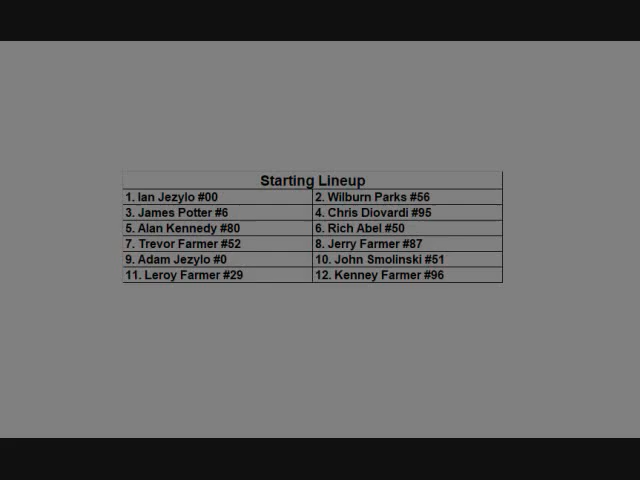 Starting Lineup
1. Ian Jezylo #00 2. Wilburn Parks #56
3. James Potter #6 4. Chris Diovardi #95
5. Alan Kennedy #80 6. Rich Abel #50
7. Trevor Farmer #52 8. Jerry Farmer #87
9. Adam Jezylo #0 10. John Smolinski #51
11. Leroy Farmer #29 12. Kenney Farmer #96